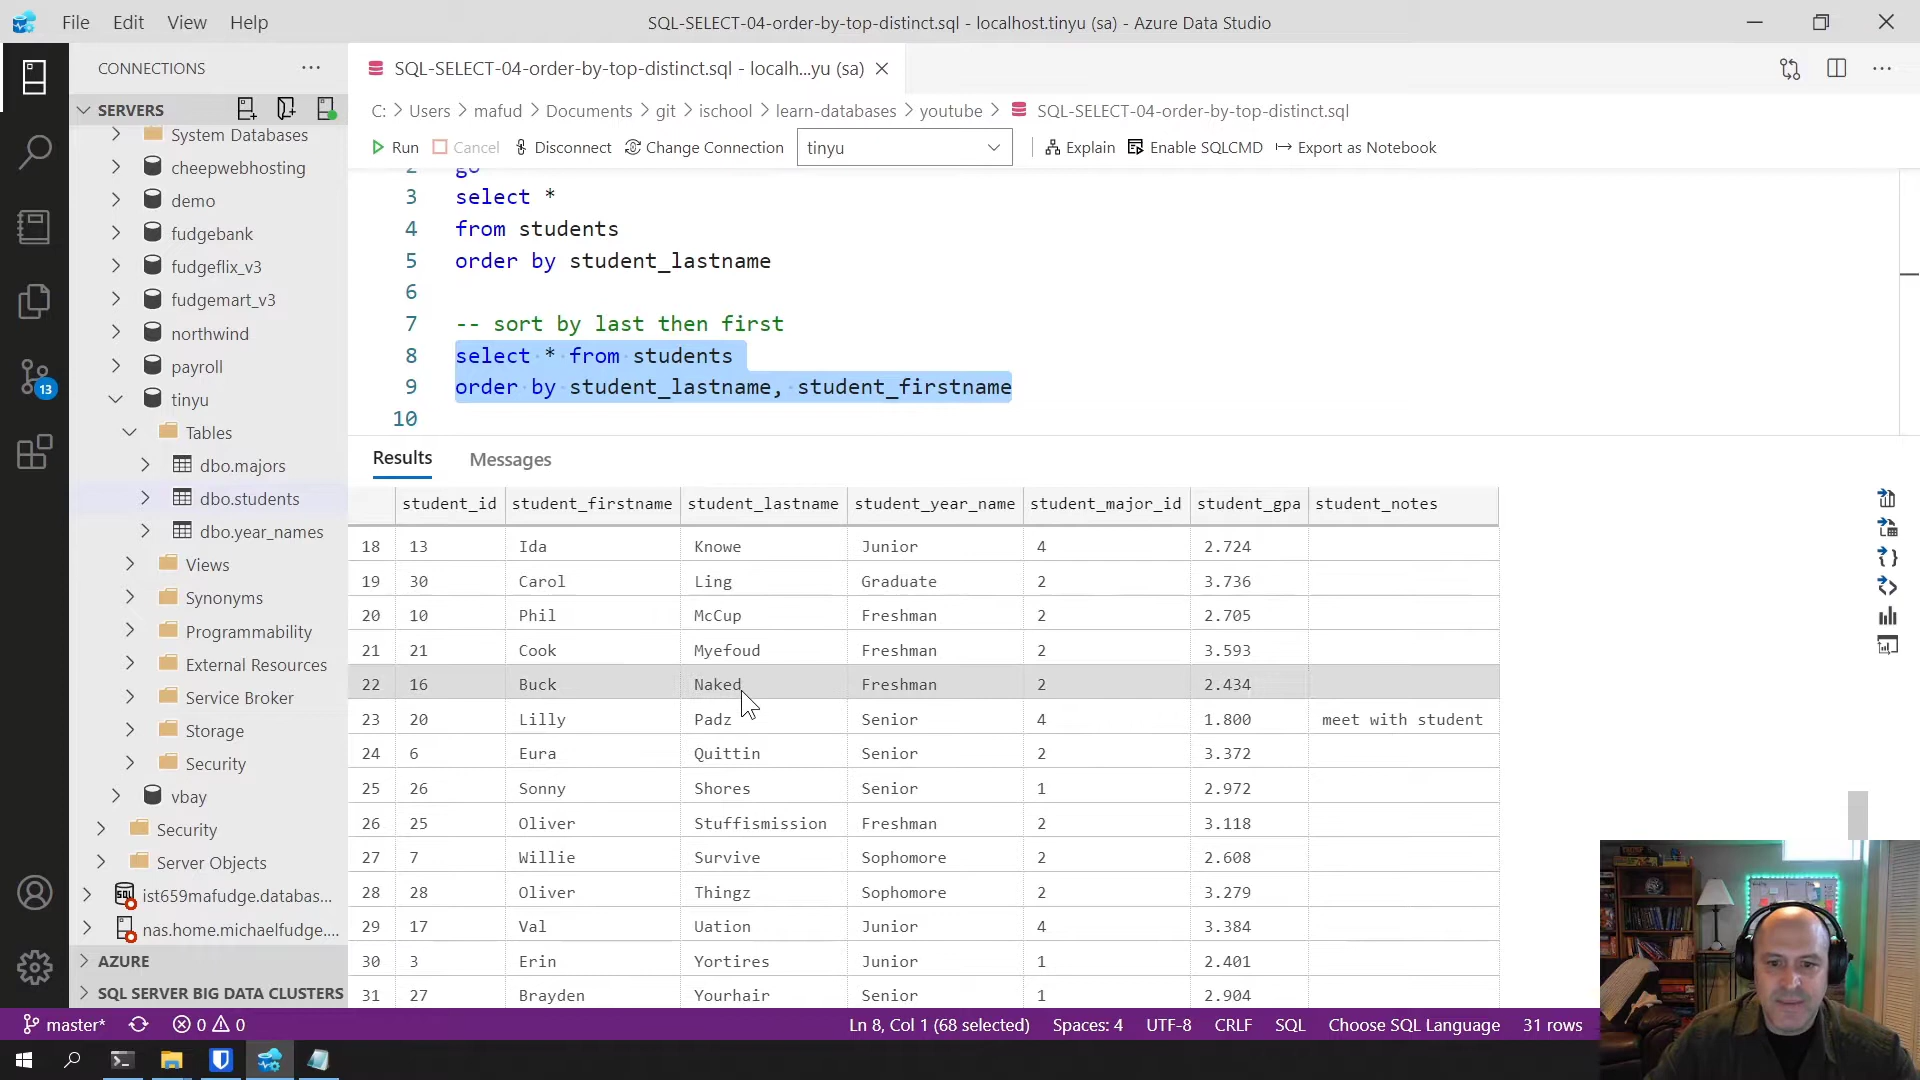 File Edit View Help
SQL-SELECT-04-order-by-top-distinct.sql - localhost.tinyu (sa) - Azure Data Studio
CONNECTIONS
SERVERS
System Databases
cheepwebhosting
demo
fudgebank
fudgeflix_v3
fudgemart_v3
northwind
payroll
tinyu
Tables
dbo.majors
dbo.students
dbo.year_names
Views
Synonyms
Programmability
External Resources
Service Broker
Storage
Security
vbay
Security
Server Objects
ist659mafudge.databas...
nas.home.michaelfudge....
AZURE
SQL SERVER BIG DATA CLUSTERS
13
SQL-SELECT-04-order-by-top-distinct.sql - localh...yu (sa)
C: > Users > mafud > Documents > git > ischool > learn-databases > youtube > SQL-SELECT-04-order-by-top-distinct.sql
Run Cancel Disconnect Change Connection tinyu Explain Enable SQLCMD Export as Notebook
2 go
3 select *
4 from students
5 order by student_lastname
6
7 -- sort by last then first
8 select * from students
9 order by student_lastname, student_firstname
10
Results Messages
student_id student_firstname student_lastname student_year_name student_major_id student_gpa student_notes
18 13 Ida Knowe Junior 4 2.724
19 30 Carol Ling Graduate 2 3.736
20 10 Phil McCup Freshman 2 2.705
21 21 Cook Myefoud Freshman 2 3.593
22 16 Buck Naked Freshman 2 2.434
23 20 Lilly Padz Senior 4 1.800 meet with student
24 6 Eura Quittin Senior 2 3.372
25 26 Sonny Shores Senior 1 2.972
26 25 Oliver Stuffismission Freshman 2 3.118
27 7 Willie Survive Sophomore 2 2.608
28 28 Oliver Thingz Sophomore 2 3.279
29 17 Val Uation Junior 4 3.384
30 3 Erin Yortires Junior 1 2.401
31 27 Brayden Yourhair Senior 1 2.904
master* 0 0 Ln 8, Col 1 (68 selected) Spaces: 4 UTF-8 CRLF SQL Choose SQL Language 31 rows